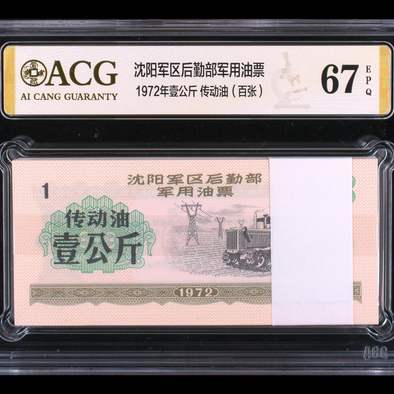 ACG
AI CANG GUARANTY
沈阳军区后勤部军用油票
1972年壹公斤 传动油（百张）
67
EPQ
1
沈阳军区后勤部
军用油票
传动油
壹公斤
1972
ACG